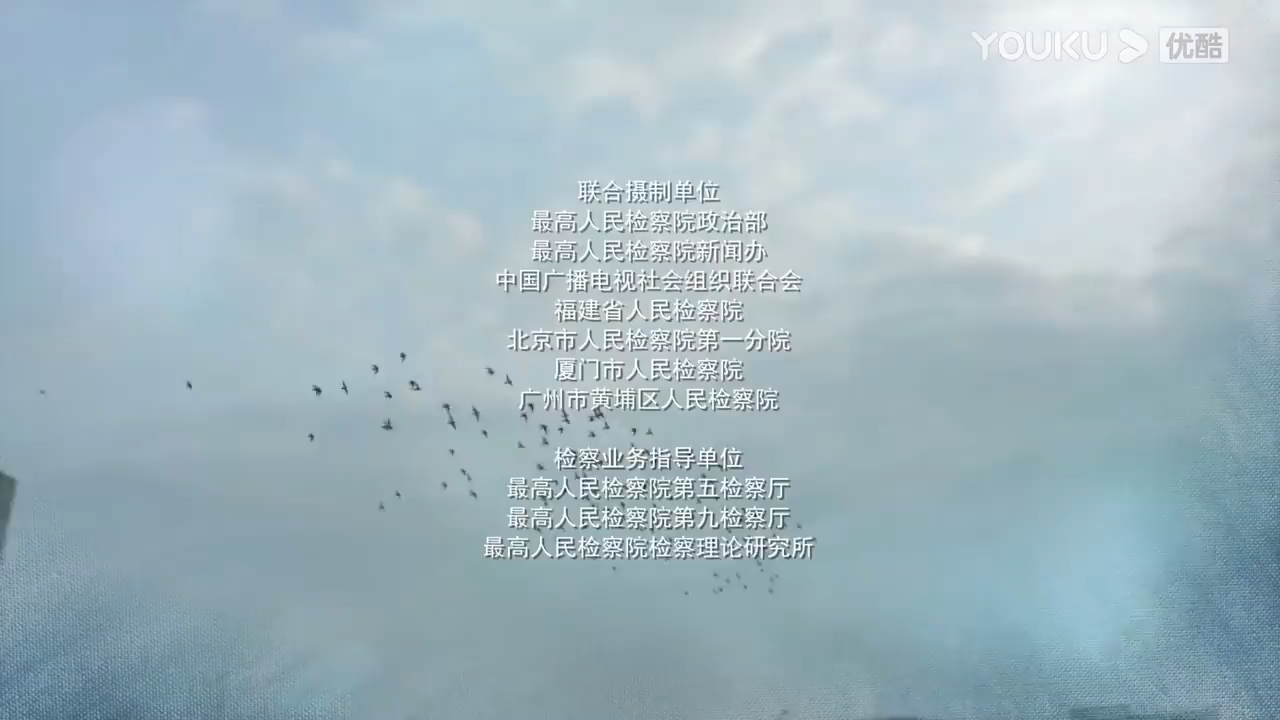 YOUKU 优酷
联合摄制单位
最高人民检察院政治部
最高人民检察院新闻办
中国广播电视社会组织联合会
福建省人民检察院
北京市人民检察院第一分院
厦门市人民检察院
广州市黄埔区人民检察院
检察业务指导单位
最高人民检察院第五检察厅
最高人民检察院第九检察厅
最高人民检察院检察理论研究所